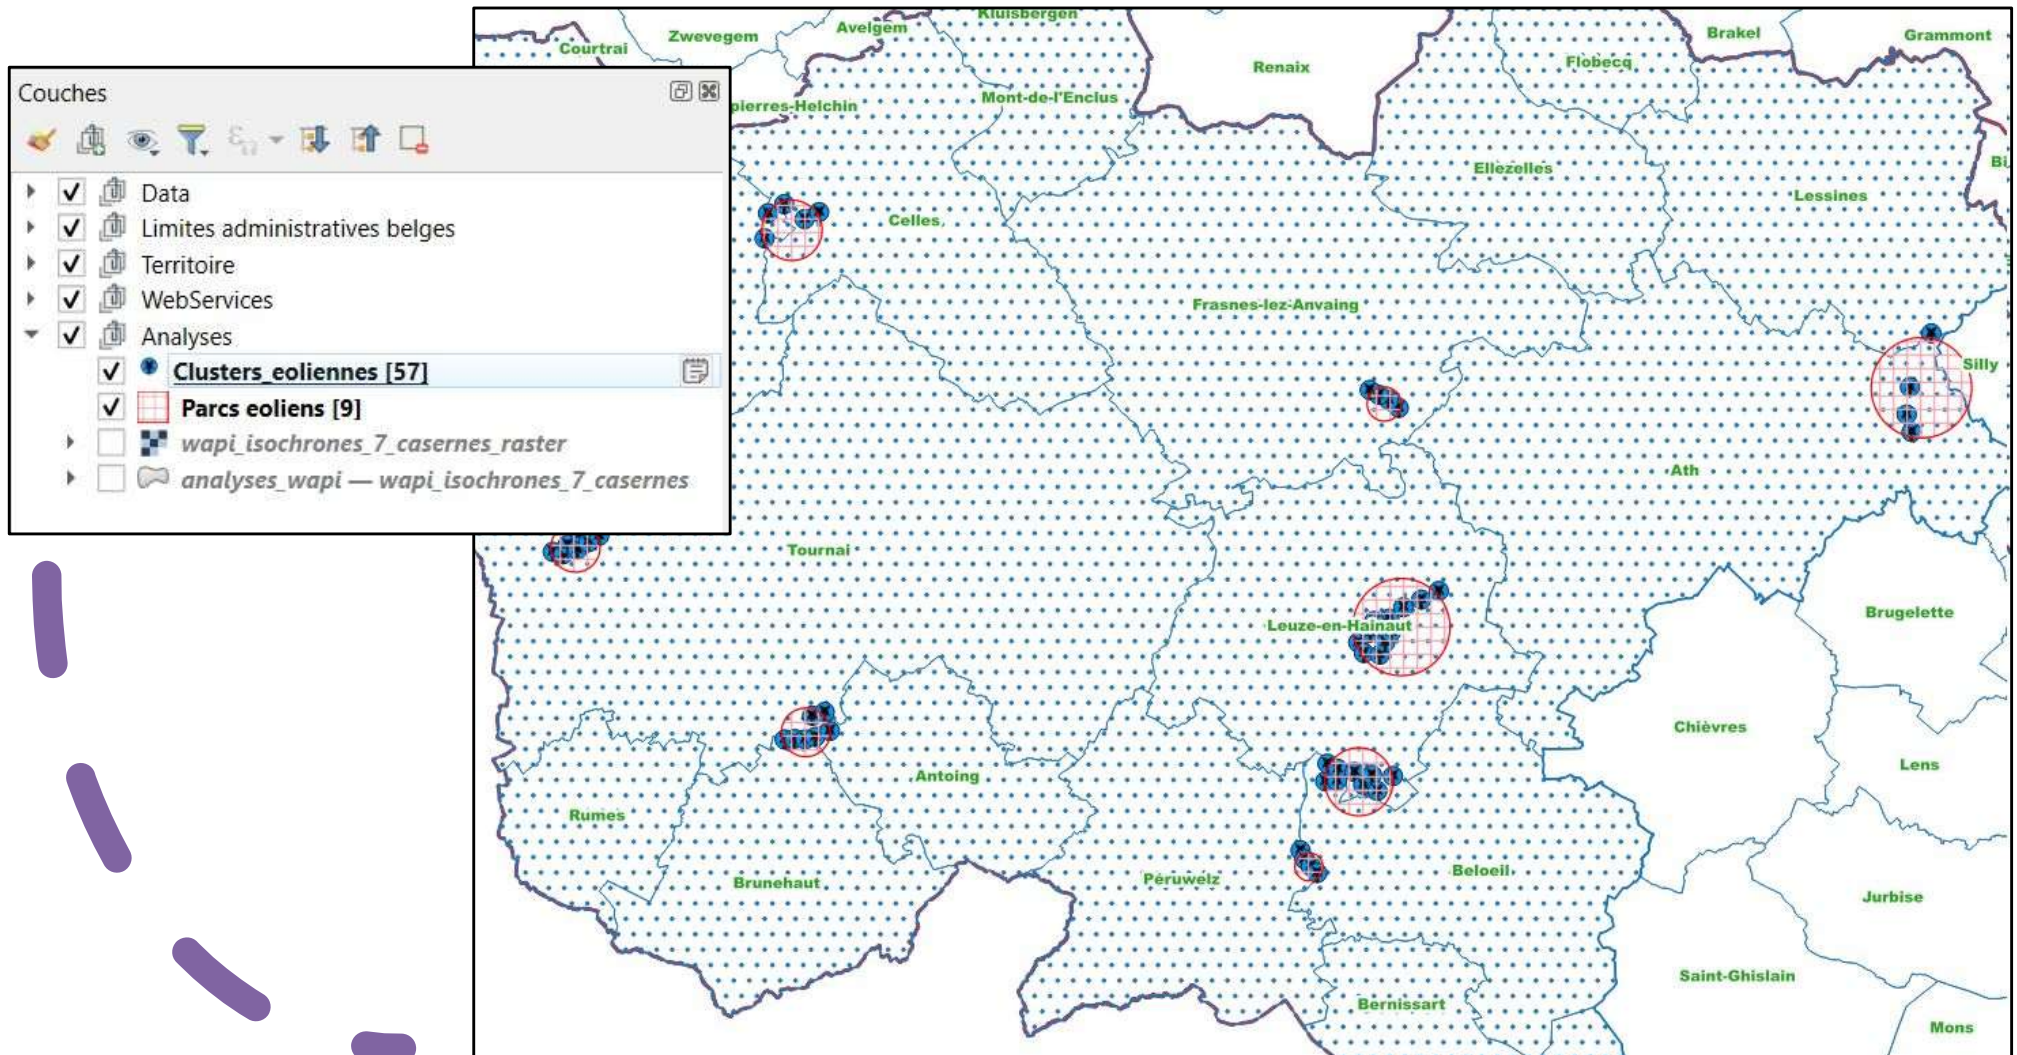 Couches
Data
Limites administratives belges
Territoire
WebServices
Analyses
Clusters_eoliennes [57]
Parcs eoliens [9]
wapi_isochrones_7_casernes_raster
analyses_wapi — wapi_isochrones_7_casernes
Kluisbergen
Courtrai
Zwevegem
Avelgem
Renaix
Flobecq
Brakel
Grammont
pierres-Helchin
Mont-de-l'Enclus
Ellezelles
Bi
Lessines
Celles
Frasnes-lez-Anvaing
Silly
Ath
Tournai
Leuze-en-Hainaut
Brugelette
Chièvres
Lens
Antoing
Rumes
Brunehaut
Péruwelz
Beloeil
Jurbise
Saint-Ghislain
Bernissart
Mons